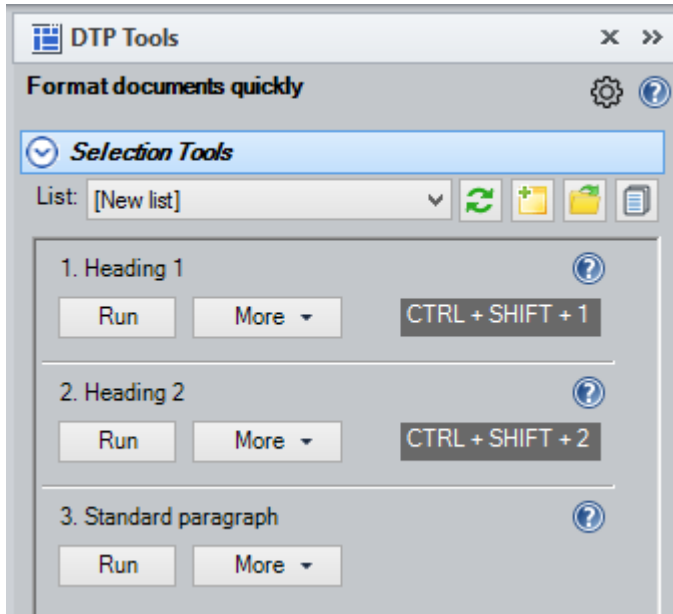 DTP Tools
Format documents quickly
Selection Tools
List: [New list]
1. Heading 1
Run More CTRL + SHIFT + 1
2. Heading 2
Run More CTRL + SHIFT + 2
3. Standard paragraph
Run More